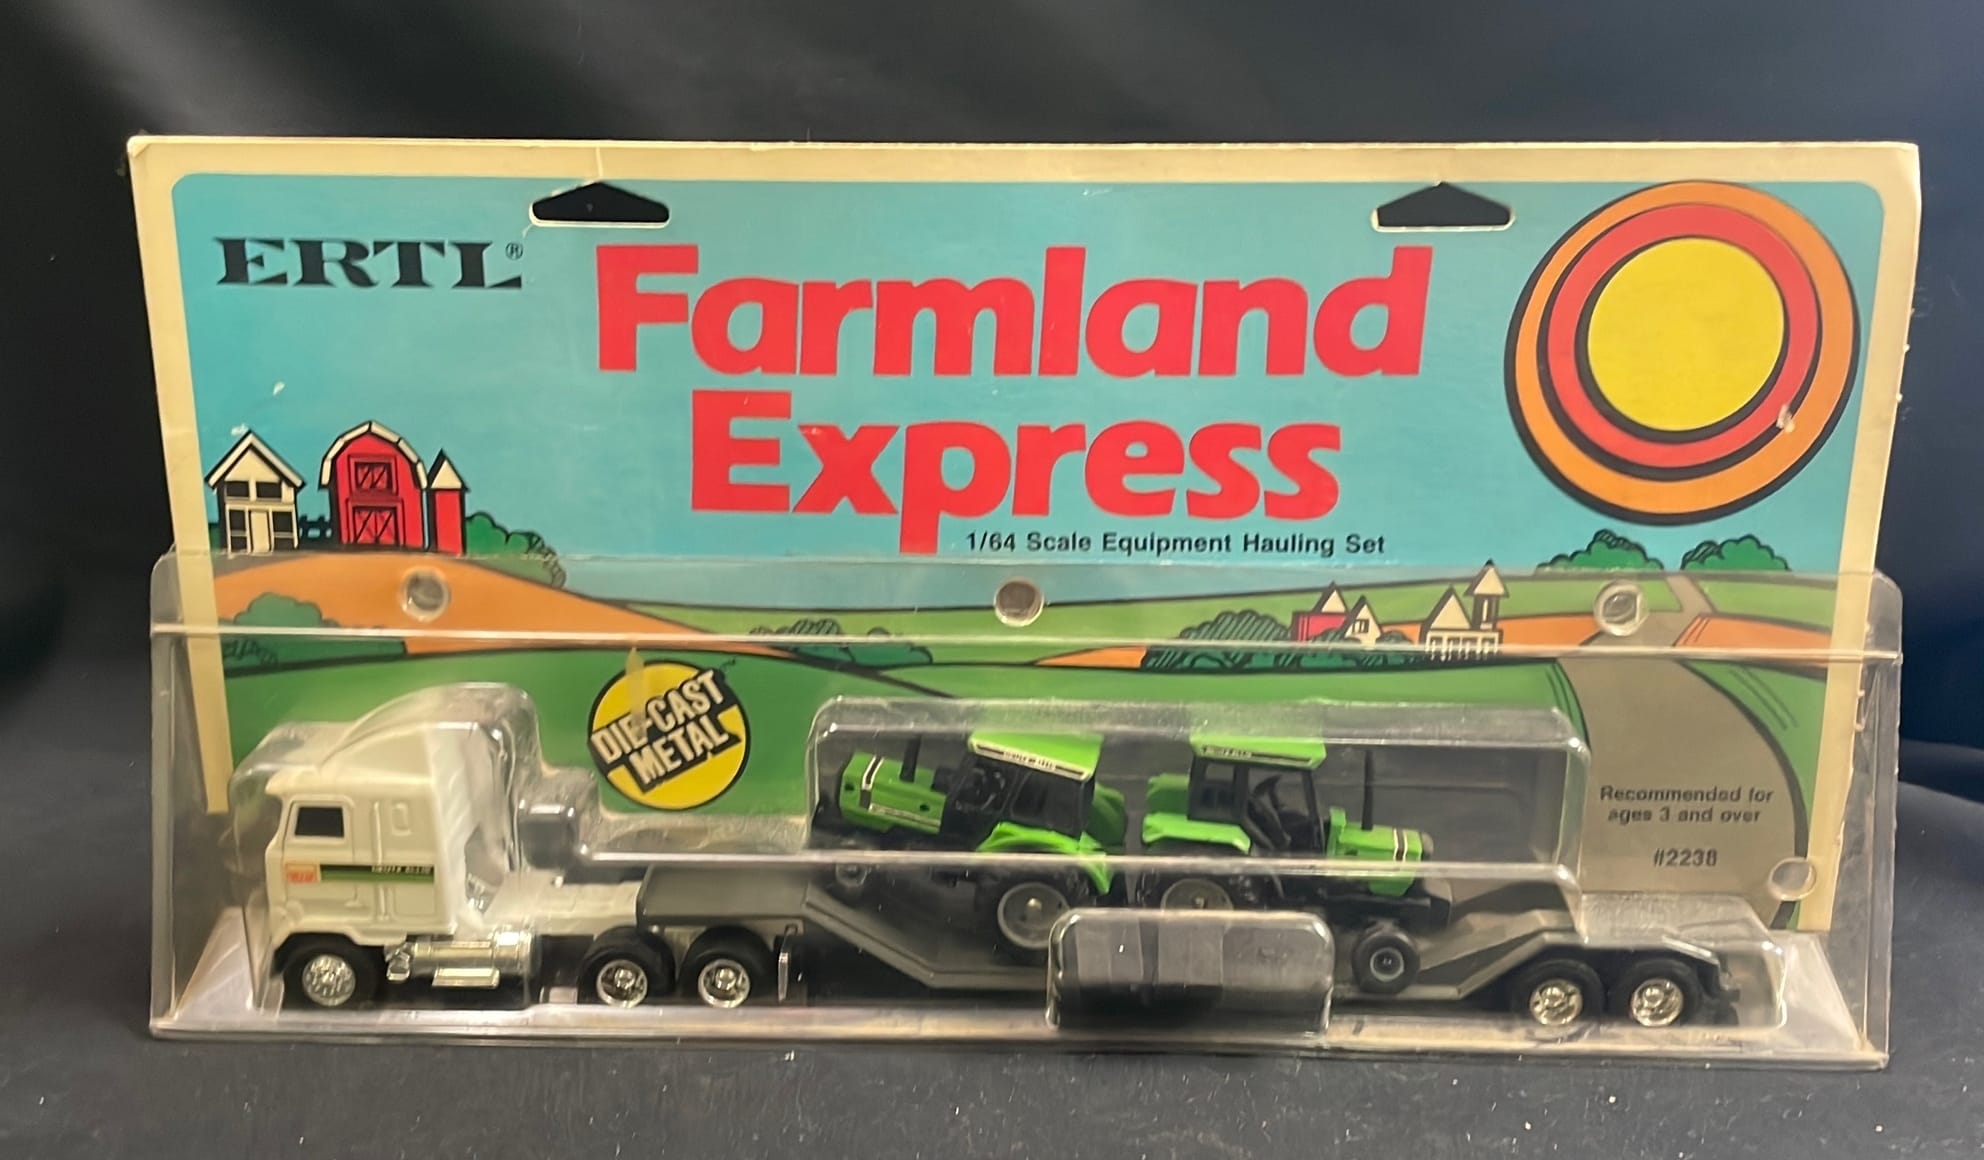 ERTL®
Farmland
Express
1/64 Scale Equipment Hauling Set
DIE-CAST
METAL
Recommended for
ages 3 and over
#2238